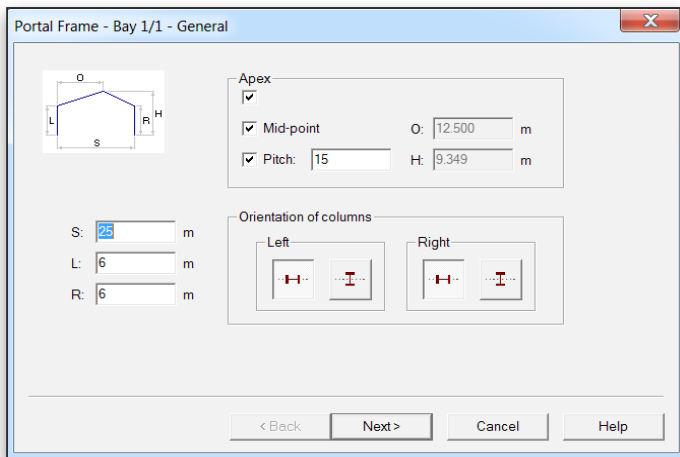 Portal Frame - Bay 1/1 - General
O
L
R
H
S
Apex
Mid-point
O: 12.500 m
Pitch: 15
H: 9.349 m
S: 25 m
L: 6 m
R: 6 m
Orientation of columns
Left
Right
< Back
Next >
Cancel
Help